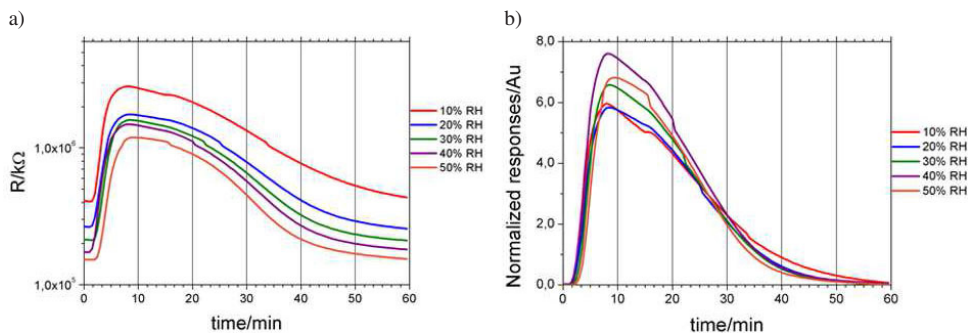 a)
R/kΩ
1,0x10⁶
1,0x10⁵
0 10 20 30 40 50 60
time/min
10% RH
20% RH
30% RH
40% RH
50% RH
b)
Normalized responses/Au
8,0
6,0
4,0
2,0
0,0
0 10 20 30 40 50 60
time/min
10% RH
20% RH
30% RH
40% RH
50% RH